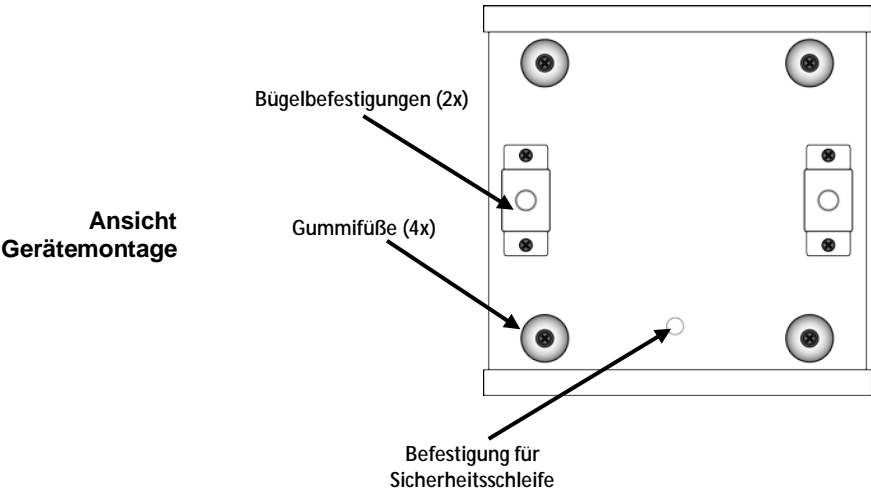 Bügelbefestigungen (2x)
Ansicht
Gerätemontage
Gummifüße (4x)
Befestigung für
Sicherheitsschleife